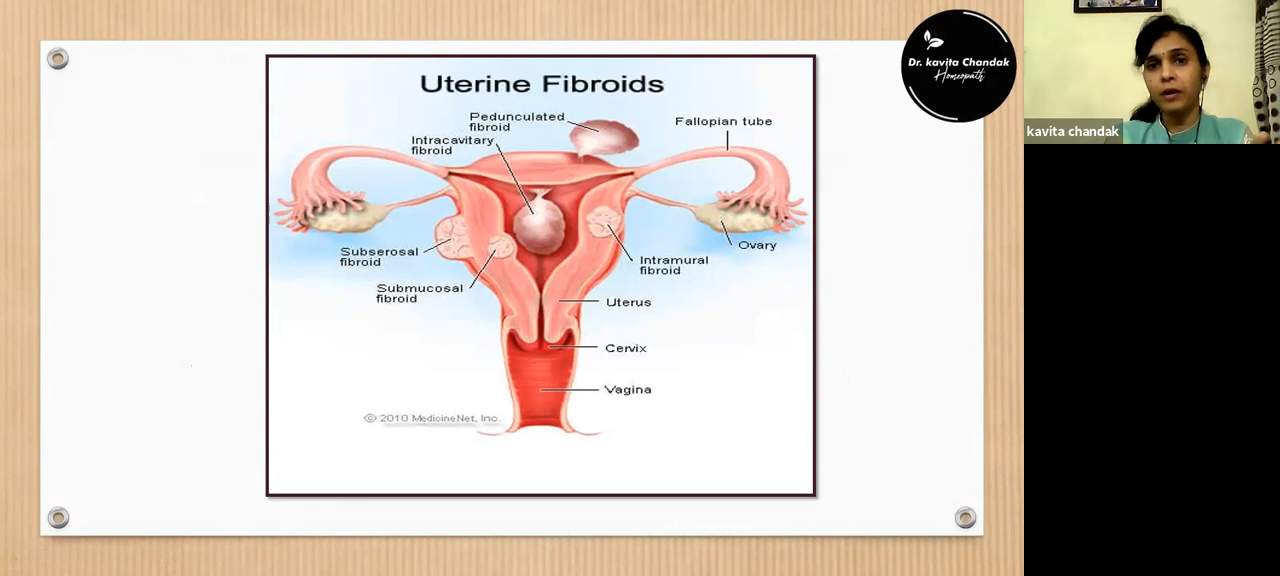 Uterine Fibroids
Pedunculated
fibroid
Intracavitary
fibroid
Fallopian tube
Subserosal
fibroid
Submucosal
fibroid
Ovary
Intramural
fibroid
Uterus
Cervix
Vagina
© 2010 MedicineNet, Inc.
Dr. kavita Chandak
Homeopath
kavita chandak